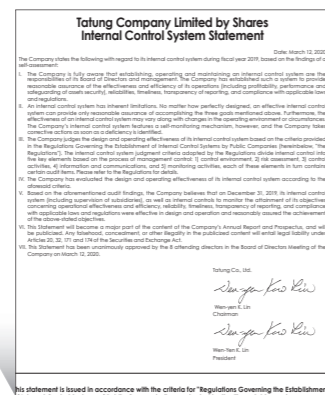 Tatung Company Limited by Shares
Internal Control System Statement
Date: March 12, 2020
The Company states the following with regard to its internal control system during fiscal year 2019, based on the findings of a
self-assessment:
I. The Company is fully aware that establishing, operating and maintaining an internal control system are the
responsibilities of its Board of Directors and management. The Company has established such a system to provide
reasonable assurance of the effectiveness and efficiency of its operations (including profitability, performance and
safeguarding of assets security), reliabilities, timeliness, transparency of reporting, and compliance with applicable laws
and regulations.
II. An internal control system has inherent limitations. No matter how perfectly designed, an effective internal control
system can provide only reasonable assurance of accomplishing the three goals mentioned above. Furthermore, the
effectiveness of an internal control system may vary along with changes in the operating environment or circumstances.
The Company's internal control system features a self-monitoring mechanism, however, and the Company takes
corrective actions as soon as a deficiency is identified.
III. The Company judges the design and operating effectiveness of its internal control system based on the criteria provided
in the Regulations Governing the Establishment of Internal Control Systems by Public Companies (hereinbelow, "the
Regulations"). The internal control system judgment criteria adopted by the Regulations divide internal control into
five key elements based on the process of management control: 1) control environment, 2) risk assessment, 3) control
activities, 4) information and communications, and 5) monitoring activities, each of these elements in turn contains
certain audit items. Please refer to the Regulations for details.
IV. The Company has evaluated the design and operating effectiveness of its internal control system according to the
aforesaid criteria.
V. Based on the aforementioned audit findings, the Company believes that on December 31, 2019, its internal control
system (including supervision of subsidiaries), as well as internal controls to monitor the attainment of its objectives
concerning operational effectiveness and efficiency, reliability, timeliness, transparency of reporting, and compliance
with applicable laws and regulations were effective in design and operation and reasonably assured the achievement
of the above-stated objectives.
VI. This Statement will become a major part of the content of the Company's Annual Report and Prospectus, and will
be publicized. Any falsehood, concealment, or other illegality in the publicized content will entail legal liability under
Articles 20, 32, 171 and 174 of the Securities and Exchange Act.
VII. This Statement has been unanimously approved by the 8 attending directors in the Board of Directors Meeting of the
Company on March 12, 2020.
Tatung Co., Ltd.
Wen-yen Kuo Lin
Wen-yen K. Lin
Chairman
Wen-yen Kuo Lin
Wen-Yen K. Lin
President
his statement is issued in accordance with the criteria for "Regulations Governing the Establishmen